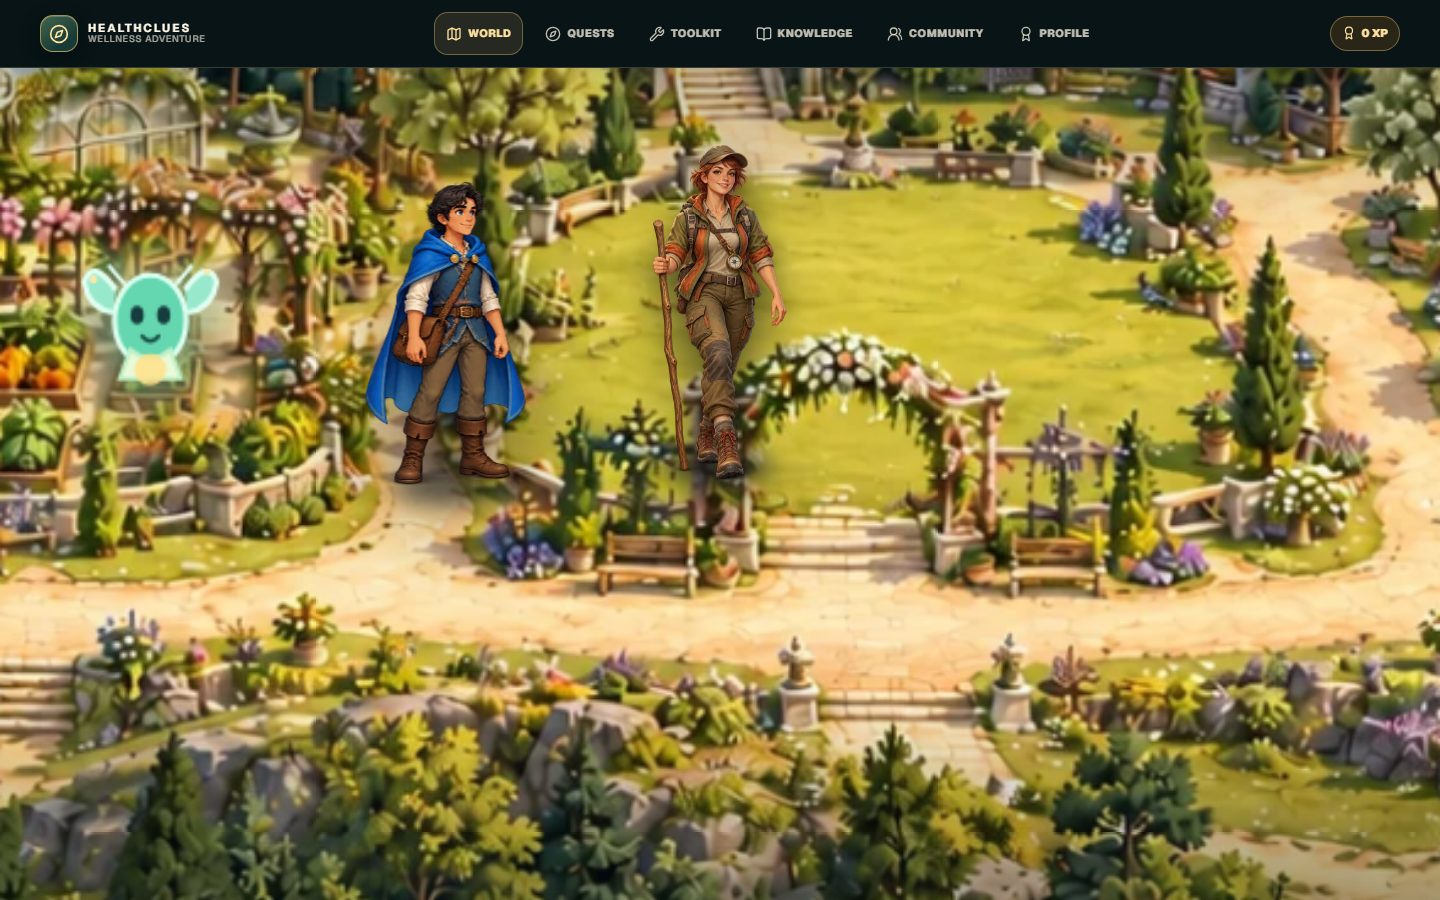 HEALTHCLUES
WELLNESS ADVENTURE
WORLD
QUESTS
TOOLKIT
KNOWLEDGE
COMMUNITY
PROFILE
0 XP